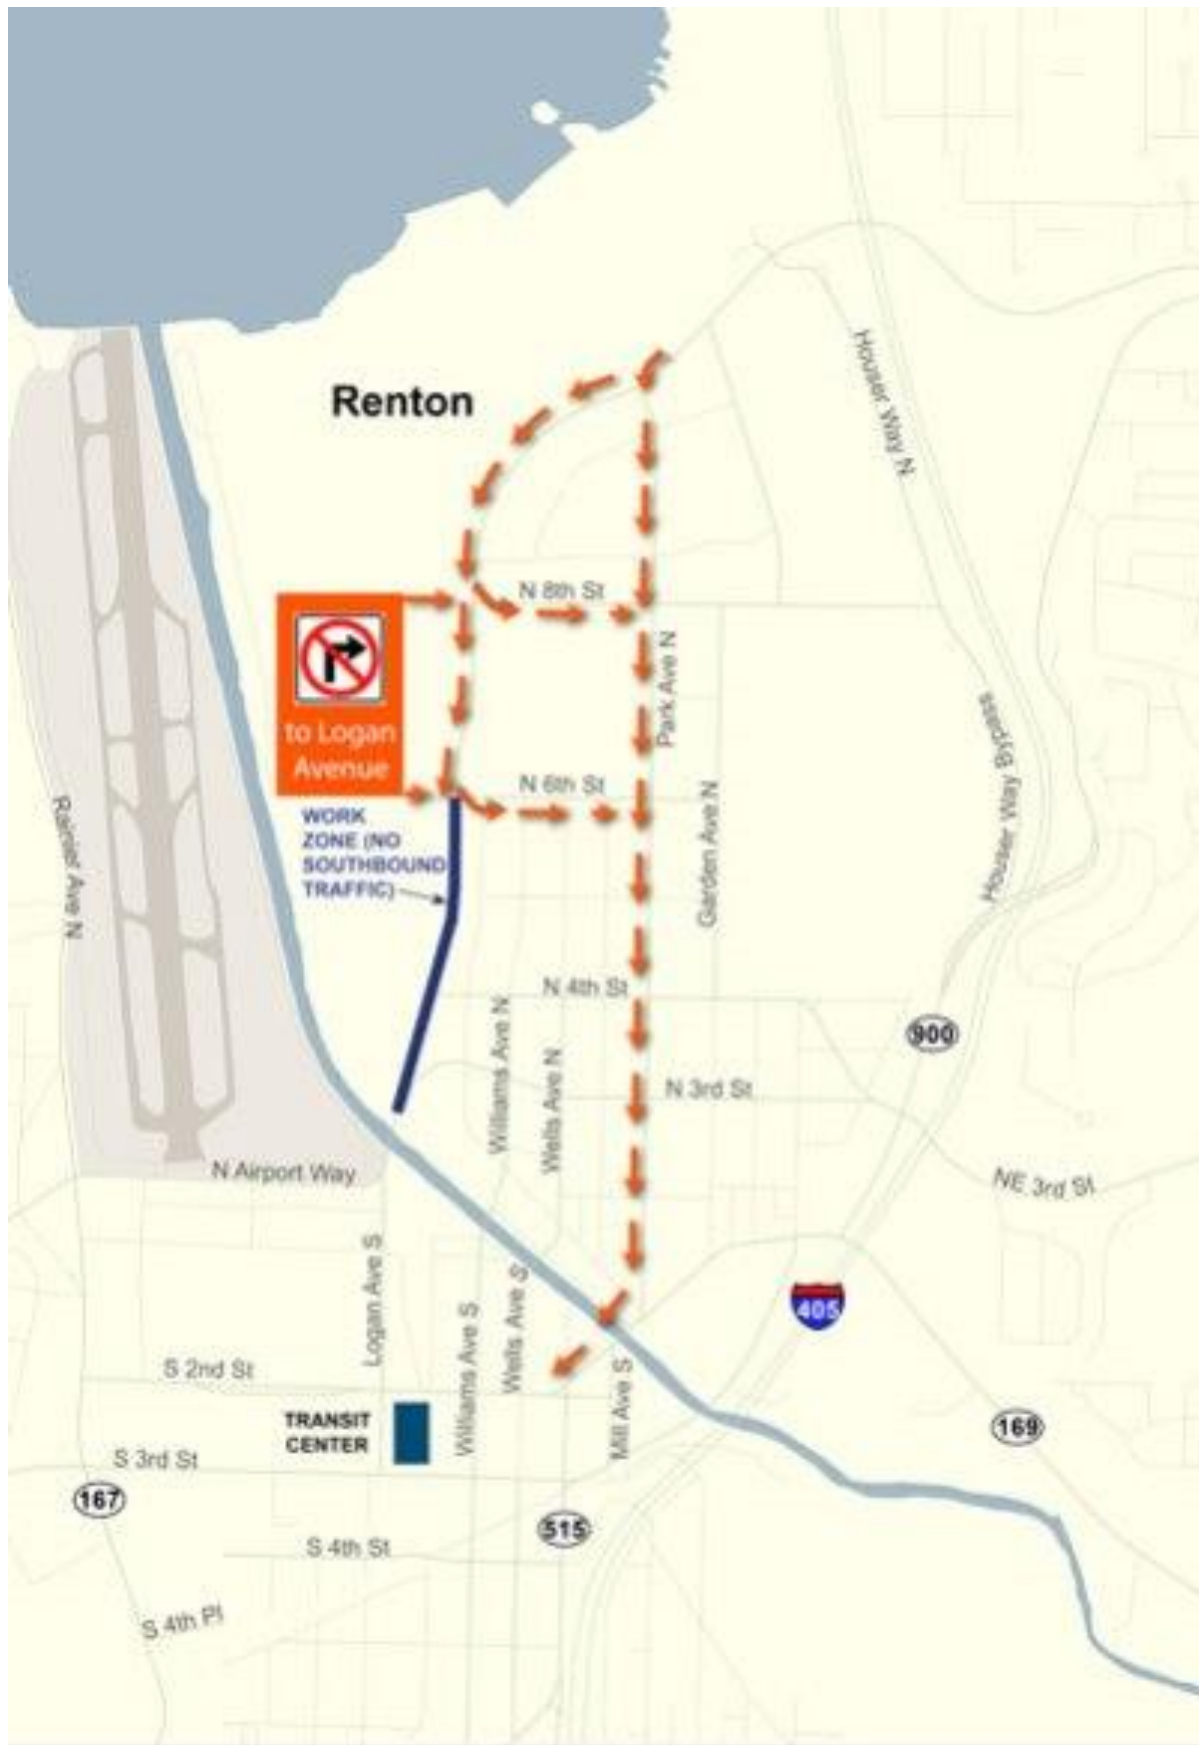 Renton
Houser Way N
N 8th St
to Logan
Avenue
Park Ave N
N 6th St
WORK
ZONE (NO
SOUTHBOUND
TRAFFIC)
Rainier Ave N
Garden Ave N
Houser Way Bypass
N 4th St
Williams Ave N
Wells Ave N
900
N 3rd St
N Airport Way
NE 3rd St
Logan Ave S
Wells Ave S
Williams Ave S
405
S 2nd St
Mill Ave S
TRANSIT
CENTER
169
S 3rd St
167
515
S 4th St
S 4th Pl